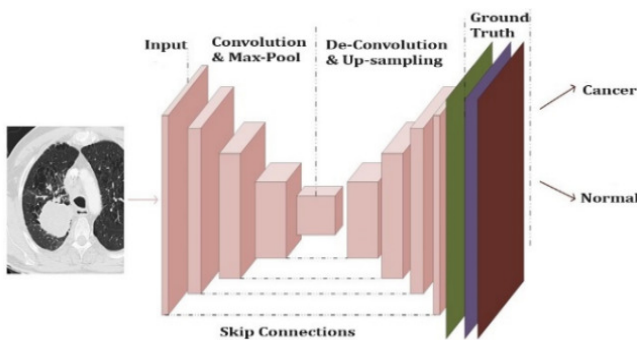 Input
Convolution
& Max-Pool
De-Convolution
& Up-sampling
Ground
Truth
Cancer
Normal
Skip Connections